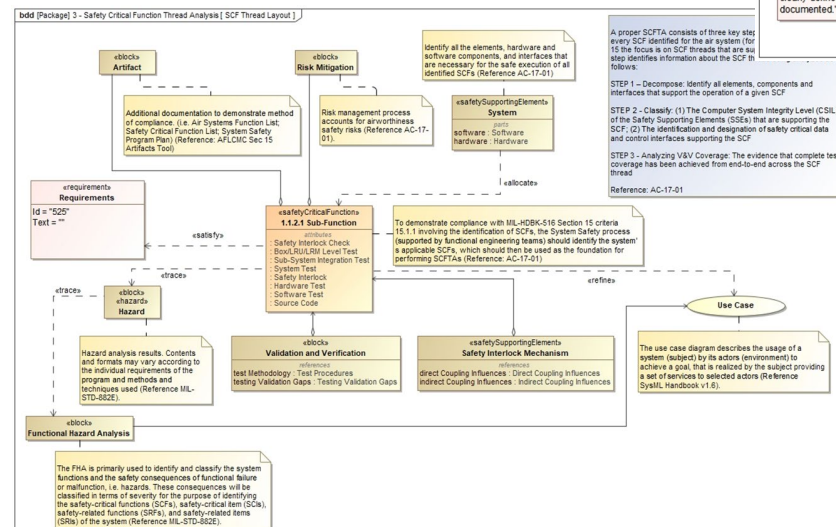 bdd [Package] 3 - Safety Critical Function Thread Analysis [ SCF Thread Layout ]
documented."
«block»
Artifact
«block»
Risk Mitigation
Identify all the elements, hardware and
software components, and interfaces that
are necessary for the safe execution of all
identified SCFs (Reference AC-17-01)
A proper SCFTA consists of three key step
every SCF identified for the air system (for
15 the focus is on SCF threads that are su
step identifies information about the SCF th
follows:
STEP 1 – Decompose: Identify all elements, components and
interfaces that support the operation of a given SCF
STEP 2 - Classify: (1) The Computer System Integrity Level (CSIL
of the Safety Supporting Elements (SSEs) that are supporting the
SCF; (2) The identification and designation of safety critical data
and control interfaces supporting the SCF
STEP 3 - Analyzing V&V Coverage: The evidence that complete tes
coverage has been achieved from end-to-end across the SCF
thread
Reference: AC-17-01
Additional documentation to demonstrate method
of compliance. (i.e. Air Systems Function List;
Safety Critical Function List; System Safety
Program Plan) (Reference: AFLCMC Sec 15
Artifacts Tool)
Risk management process
accounts for airworthiness
safety risks (Reference AC-17-
01).
«safetySupportingElement»
System
parts
software : Software
hardware : Hardware
«allocate»
«requirement»
Requirements
Id = "525"
Text = ""
«satisfy»
«safetyCriticalFunction»
1.1.2.1 Sub-Function
attributes
: Safety Interlock Check
: Box/LRU/LRM Level Test
: Sub-System Integration Test
: System Test
: Safety Interlock
: Hardware Test
: Software Test
: Source Code
To demonstrate compliance with MIL-HDBK-516 Section 15 criteria
15.1.1 involving the identification of SCFs, the System Safety process
(supported by functional engineering teams) should identify the system'
s applicable SCFs, which should then be used as the foundation for
performing SCFTAs (Reference: AC-17-01)
«trace»
«refine»
«trace»
«block»
«hazard»
Hazard
Use Case
Hazard analysis results. Contents
and formats may vary according to
the individual requirements of the
program and methods and
techniques used (Reference MIL-
STD-882E).
«block»
Validation and Verification
references
test Methodology : Test Procedures
testing Validation Gaps : Testing Validation Gaps
«safetySupportingElement»
Safety Interlock Mechanism
references
direct Coupling Influences : Direct Coupling Influences
indirect Coupling Influences : Indirect Coupling Influences
The use case diagram describes the usage of a
system (subject) by its actors (environment) to
achieve a goal, that is realized by the subject providing
a set of services to selected actors (Reference
SysML Handbook v1.6).
«block»
Functional Hazard Analysis
The FHA is primarily used to identify and classify the system
functions and the safety consequences of functional failure
or malfunction, i.e. hazards. These consequences will be
classified in terms of severity for the purpose of identifying
the safety-critical functions (SCFs), safety-critical item (SCIs),
safety-related functions (SRFs), and safety-related items
(SRIs) of the system (Reference MIL-STD-882E).